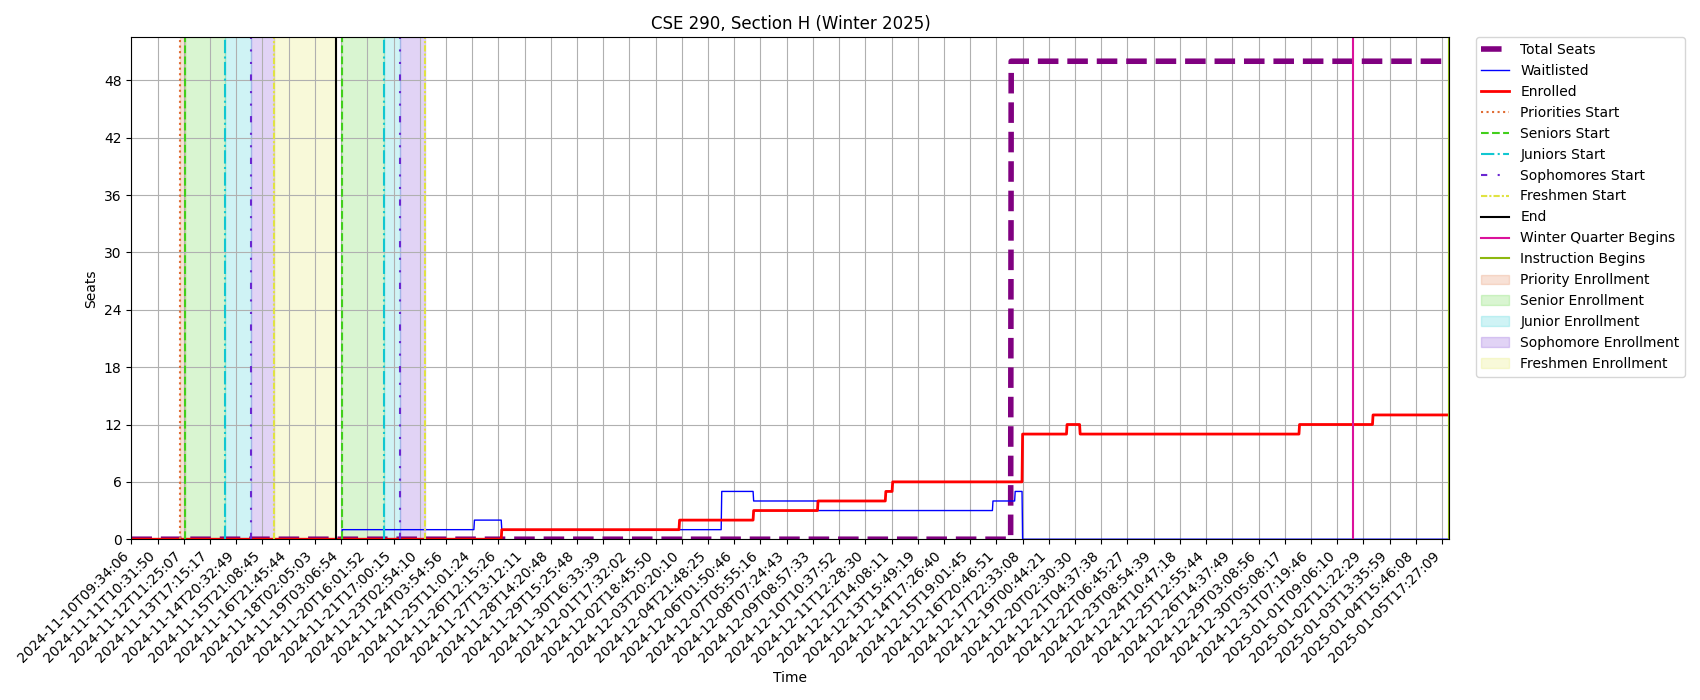 CSE 290, Section H (Winter 2025)
Seats
48
42
36
30
24
18
12
6
0
2024-11-10T09:34:06
2024-11-11T10:31:50
2024-11-12T11:25:07
2024-11-13T17:15:17
2024-11-14T20:32:49
2024-11-15T21:08:45
2024-11-16T21:45:44
2024-11-18T02:05:03
2024-11-19T03:06:54
2024-11-20T16:01:52
2024-11-21T17:00:15
2024-11-23T02:54:10
2024-11-24T03:54:56
2024-11-25T11:01:24
2024-11-26T12:15:26
2024-11-27T13:12:11
2024-11-28T14:20:48
2024-11-29T15:25:48
2024-11-30T16:33:39
2024-12-01T17:32:02
2024-12-02T18:45:50
2024-12-03T20:20:10
2024-12-04T21:48:25
2024-12-06T01:50:46
2024-12-07T05:55:16
2024-12-08T07:24:43
2024-12-09T08:57:33
2024-12-10T10:37:52
2024-12-11T12:28:30
2024-12-12T14:08:11
2024-12-13T15:49:19
2024-12-14T17:26:40
2024-12-15T19:01:45
2024-12-16T20:46:51
2024-12-17T22:33:08
2024-12-19T00:44:21
2024-12-20T02:30:30
2024-12-21T04:37:38
2024-12-22T06:45:27
2024-12-23T08:54:39
2024-12-24T10:47:18
2024-12-25T12:55:44
2024-12-26T14:37:49
2024-12-29T03:08:56
2024-12-30T05:08:17
2024-12-31T07:19:46
2025-01-01T09:06:10
2025-01-02T11:22:29
2025-01-03T13:35:59
2025-01-04T15:46:08
2025-01-05T17:27:09
Time
Total Seats
Waitlisted
Enrolled
Priorities Start
Seniors Start
Juniors Start
Sophomores Start
Freshmen Start
End
Winter Quarter Begins
Instruction Begins
Priority Enrollment
Senior Enrollment
Junior Enrollment
Sophomore Enrollment
Freshmen Enrollment